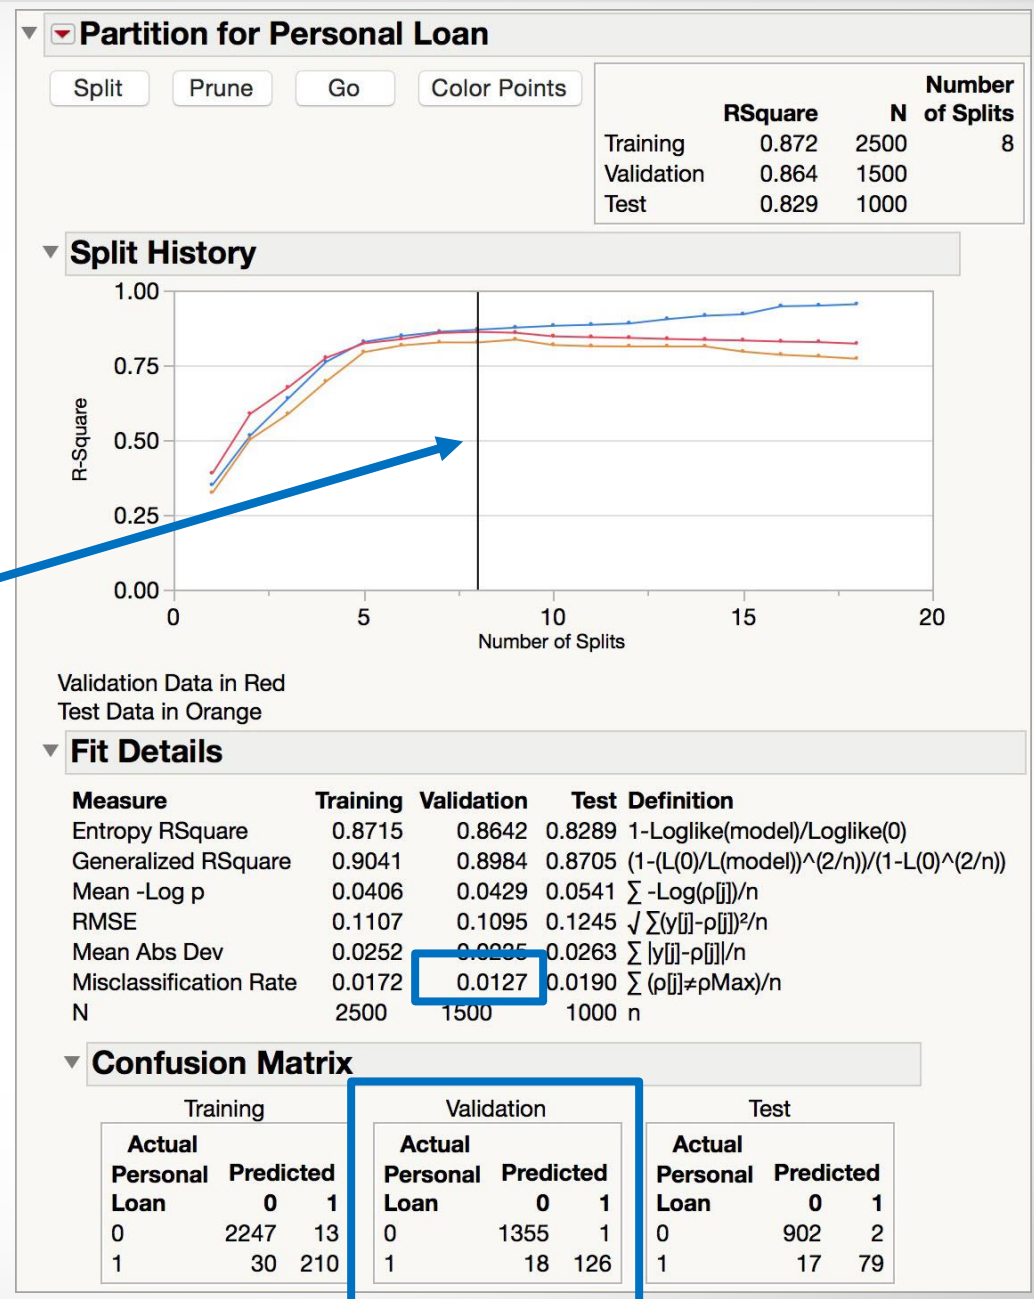 Partition for Personal Loan
Split Prune Go Color Points
Number
RSquare N of Splits
Training 0.872 2500 8
Validation 0.864 1500
Test 0.829 1000
Split History
1.00
0.75
0.50
0.25
0.00
R-Square
0 5 10 15 20
Number of Splits
Validation Data in Red
Test Data in Orange
Fit Details
Measure Training Validation Test Definition
Entropy RSquare 0.8715 0.8642 0.8289 1-Loglike(model)/Loglike(0)
Generalized RSquare 0.9041 0.8984 0.8705 (1-(L(0)/L(model))^(2/n))/(1-L(0)^(2/n))
Mean -Log p 0.0406 0.0429 0.0541 ∑ -Log(ρ[j])/n
RMSE 0.1107 0.1095 0.1245 √ ∑(y[j]-ρ[j])²/n
Mean Abs Dev 0.0252 0.0263 ∑ |y[j]-ρ[j]|/n
Misclassification Rate 0.0172 0.0127 0.0190 ∑ (ρ[j]≠ρMax)/n
N 2500 1500 1000 n
Confusion Matrix
Training Validation Test
Actual Actual Actual
Personal Predicted Personal Predicted Personal Predicted
Loan 0 1 Loan 0 1 Loan 0 1
0 2247 13 0 1355 1 0 902 2
1 30 210 1 18 126 1 17 79